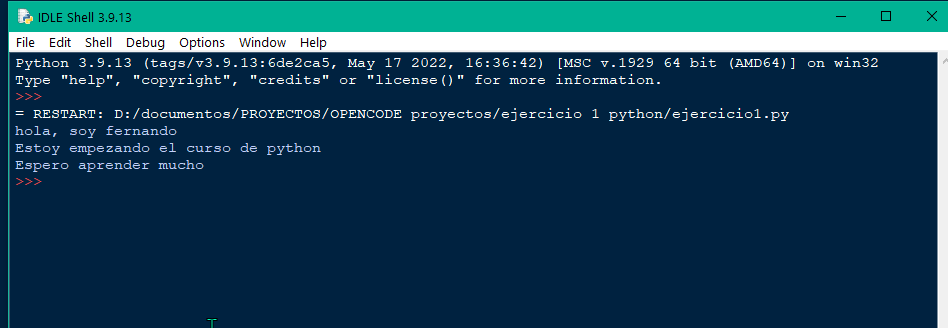 IDLE Shell 3.9.13
File Edit Shell Debug Options Window Help
Python 3.9.13 (tags/v3.9.13:6de2ca5, May 17 2022, 16:36:42) [MSC v.1929 64 bit (AMD64)] on win32
Type "help", "copyright", "credits" or "license()" for more information.
>>>
= RESTART: D:/documentos/PROYECTOS/OPENCODE proyectos/ejercicio 1 python/ejercicio1.py
hola, soy fernando
Estoy empezando el curso de python
Espero aprender mucho
>>>